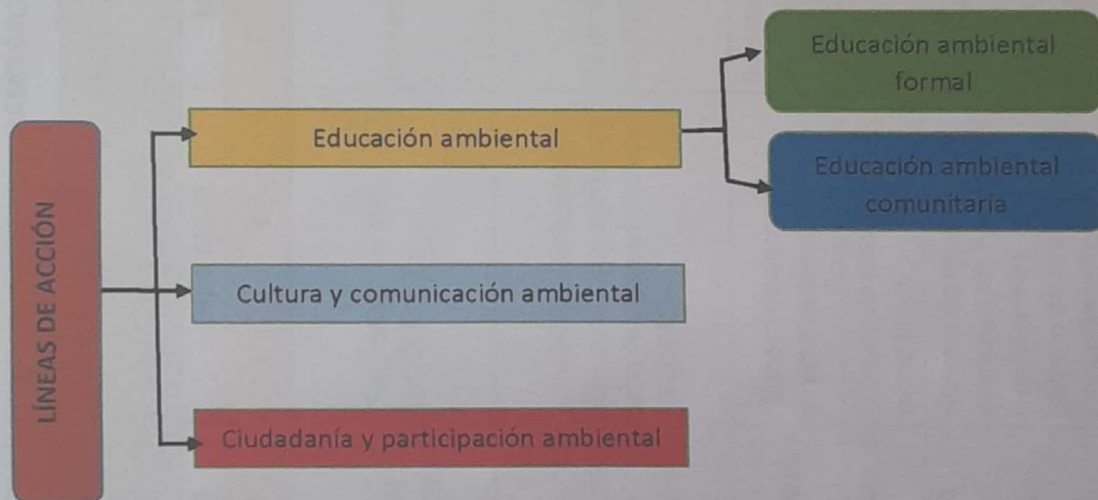 LÍNEAS DE ACCIÓN
Educación ambiental
Cultura y comunicación ambiental
Ciudadanía y participación ambiental
Educación ambiental
formal
Educación ambiental
comunitaria